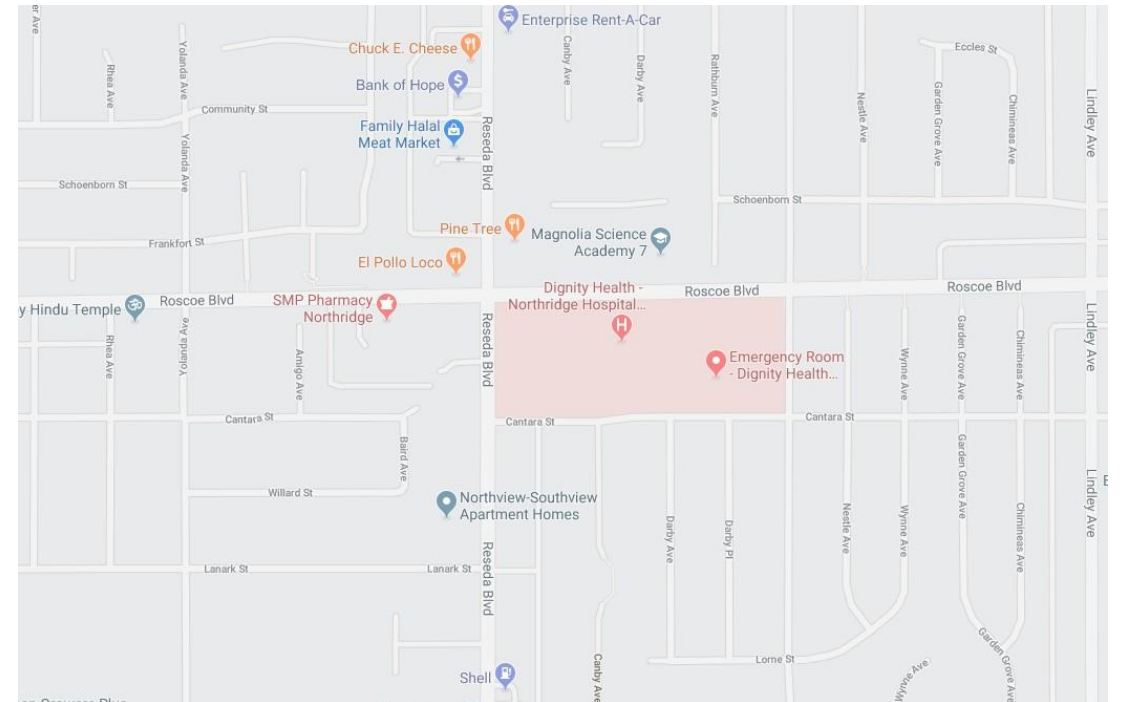 er Ave
Enterprise Rent-A-Car
Chuck E. Cheese
Bank of Hope
Family Halal
Meat Market
Rhea Ave
Yolanda Ave
Canby Ave
Darby Ave
Rathburn Ave
Nestle Ave
Eccles St
Garden Grove Ave
Chimineas Ave
Lindley Ave
Community St
Reseda Blvd
Yolanda Ave
Schoenborn St
Schoenborn St
Frankfort St
Pine Tree
Magnolia Science
Academy 7
El Pollo Loco
Dignity Health -
Northridge Hospital...
Roscoe Blvd
Roscoe Blvd
Roscoe Blvd
y Hindu Temple
SMP Pharmacy
Northridge
H
Emergency Room
- Dignity Health...
Rhea Ave
Yolanda Ave
Amigo Ave
Reseda Blvd
Wynne Ave
Garden Grove Ave
Chimineas Ave
Lindley Ave
Cantara St
Cantara St
Cantara St
Baird Ave
Willard St
Northview-Southview
Apartment Homes
Darby Ave
Darby Pl
Nestle Ave
Wynne Ave
Garden Grove Ave
Chimineas Ave
Lindley Ave
Lanark St
Lanark St
Reseda Blvd
Lorne St
Canby Ave
Garden Grove Ave
Wynne Ave
Shell